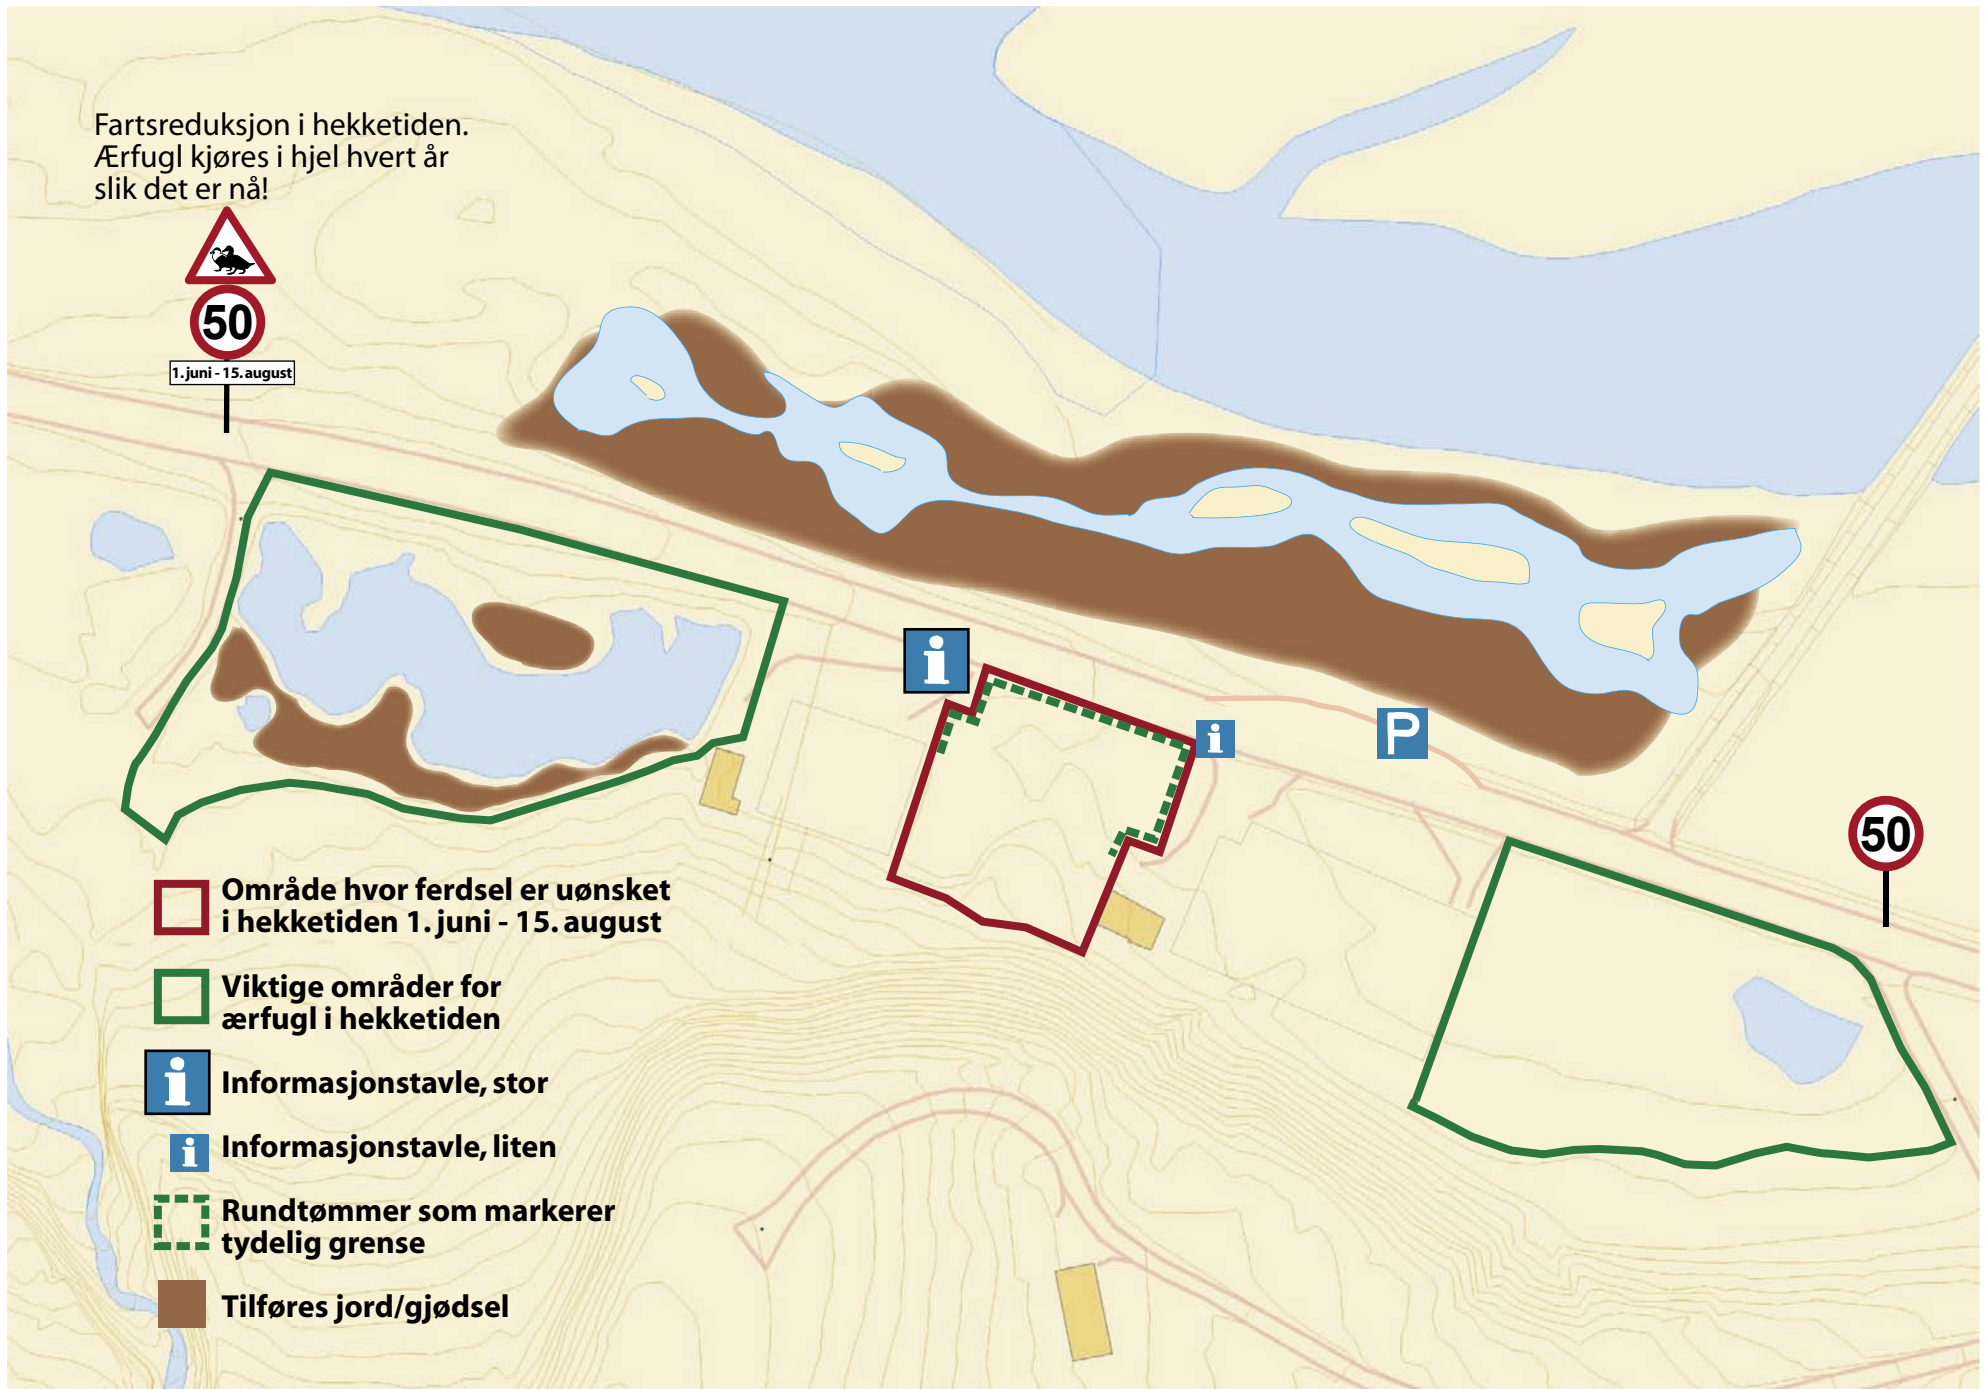 Fartsreduksjon i hekketiden.
Ærfugl kjøres i hjel hvert år
slik det er nå!
50
1. juni - 15. august
i
i
P
50
Område hvor ferdsel er uønsket
i hekketiden 1. juni - 15. august
Viktige områder for
ærfugl i hekketiden
i
Informasjonstavle, stor
i
Informasjonstavle, liten
Rundtømmer som markerer
tydelig grense
Tilføres jord/gjødsel